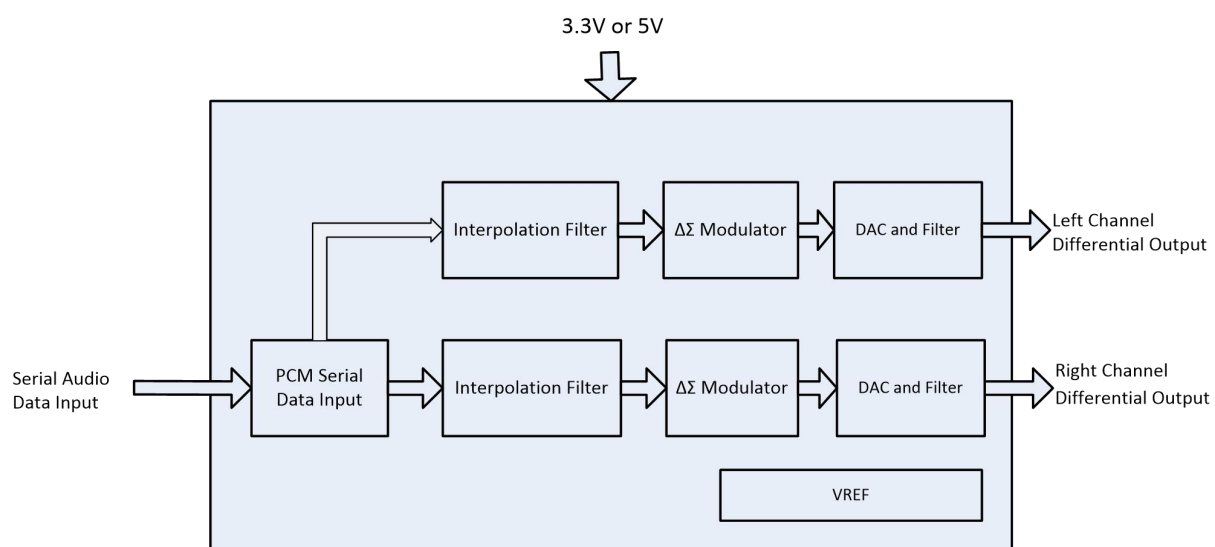 3.3V or 5V
Interpolation Filter
ΔΣ Modulator
DAC and Filter
Left Channel
Differential Output
Serial Audio
Data Input
PCM Serial
Data Input
Interpolation Filter
ΔΣ Modulator
DAC and Filter
Right Channel
Differential Output
VREF